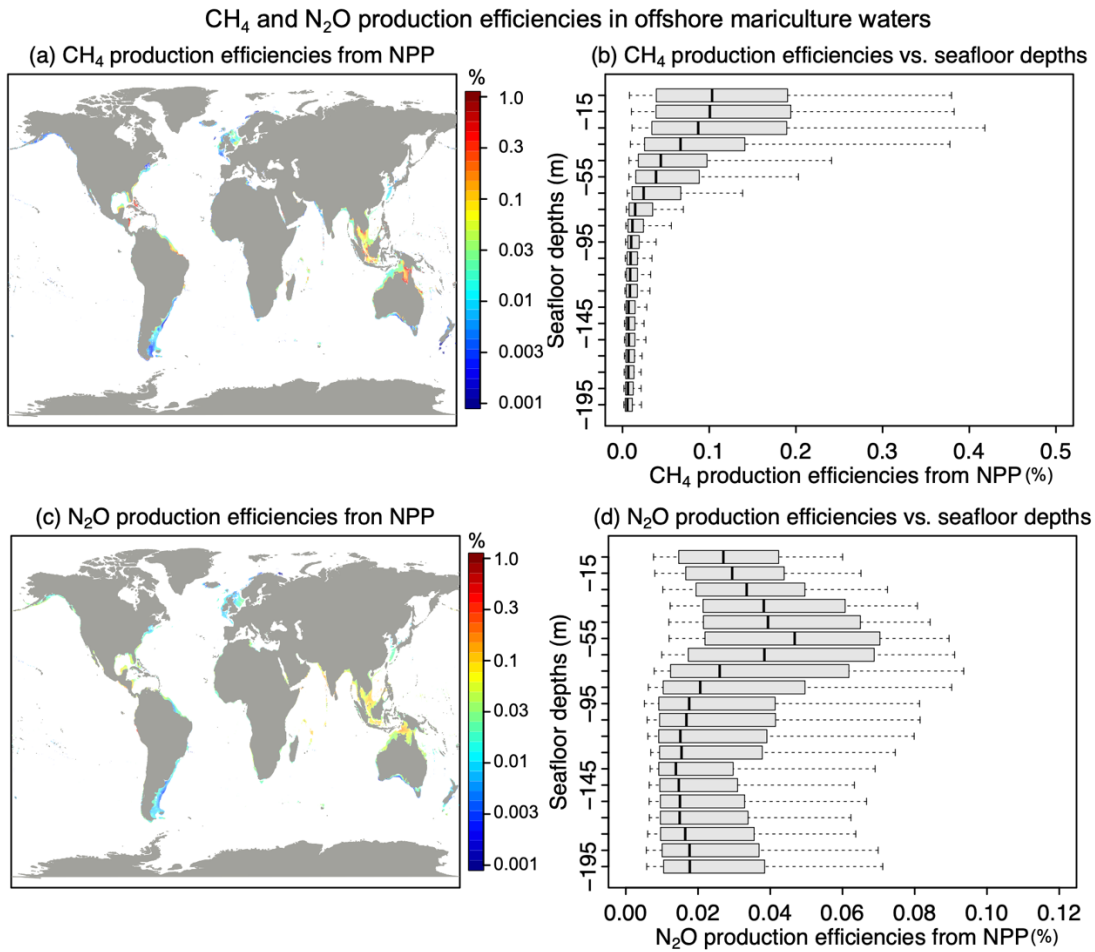 CH₄ and N₂O production efficiencies in offshore mariculture waters
(a) CH₄ production efficiencies from NPP
%
1.0
0.3
0.1
0.03
0.01
0.003
0.001
(b) CH₄ production efficiencies vs. seafloor depths
Seafloor depths (m)
−15
−55
−95
−145
−195
0.0 0.1 0.2 0.3 0.4 0.5
CH₄ production efficiencies from NPP(%)
(c) N₂O production efficiencies fron NPP
%
1.0
0.3
0.1
0.03
0.01
0.003
0.001
(d) N₂O production efficiencies vs. seafloor depths
Seafloor depths (m)
−15
−55
−95
−145
−195
0.00 0.02 0.04 0.06 0.08 0.10 0.12
N₂O production efficiencies from NPP(%)